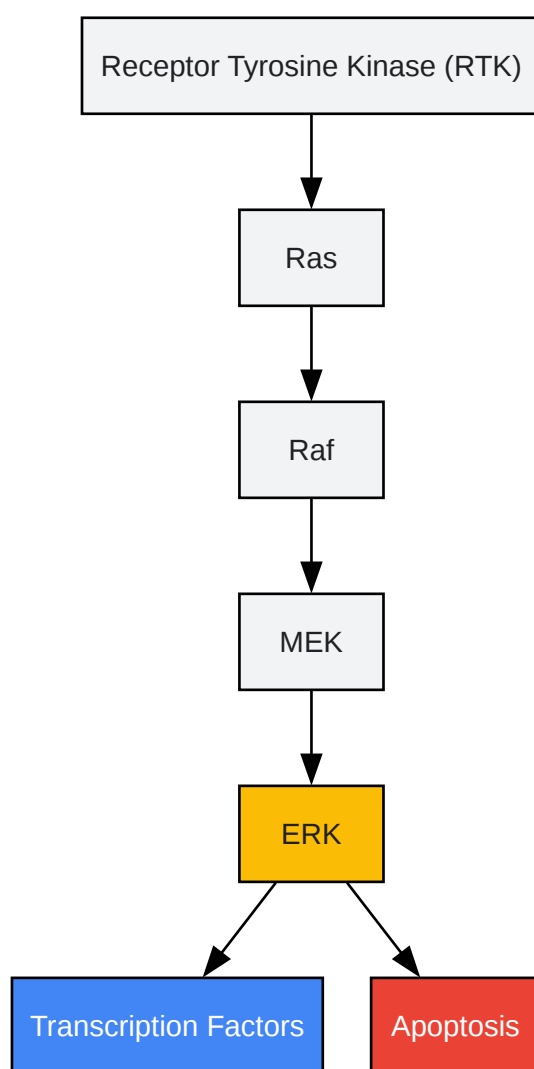 Receptor Tyrosine Kinase (RTK)
Ras
Raf
MEK
ERK
Transcription Factors
Apoptosis